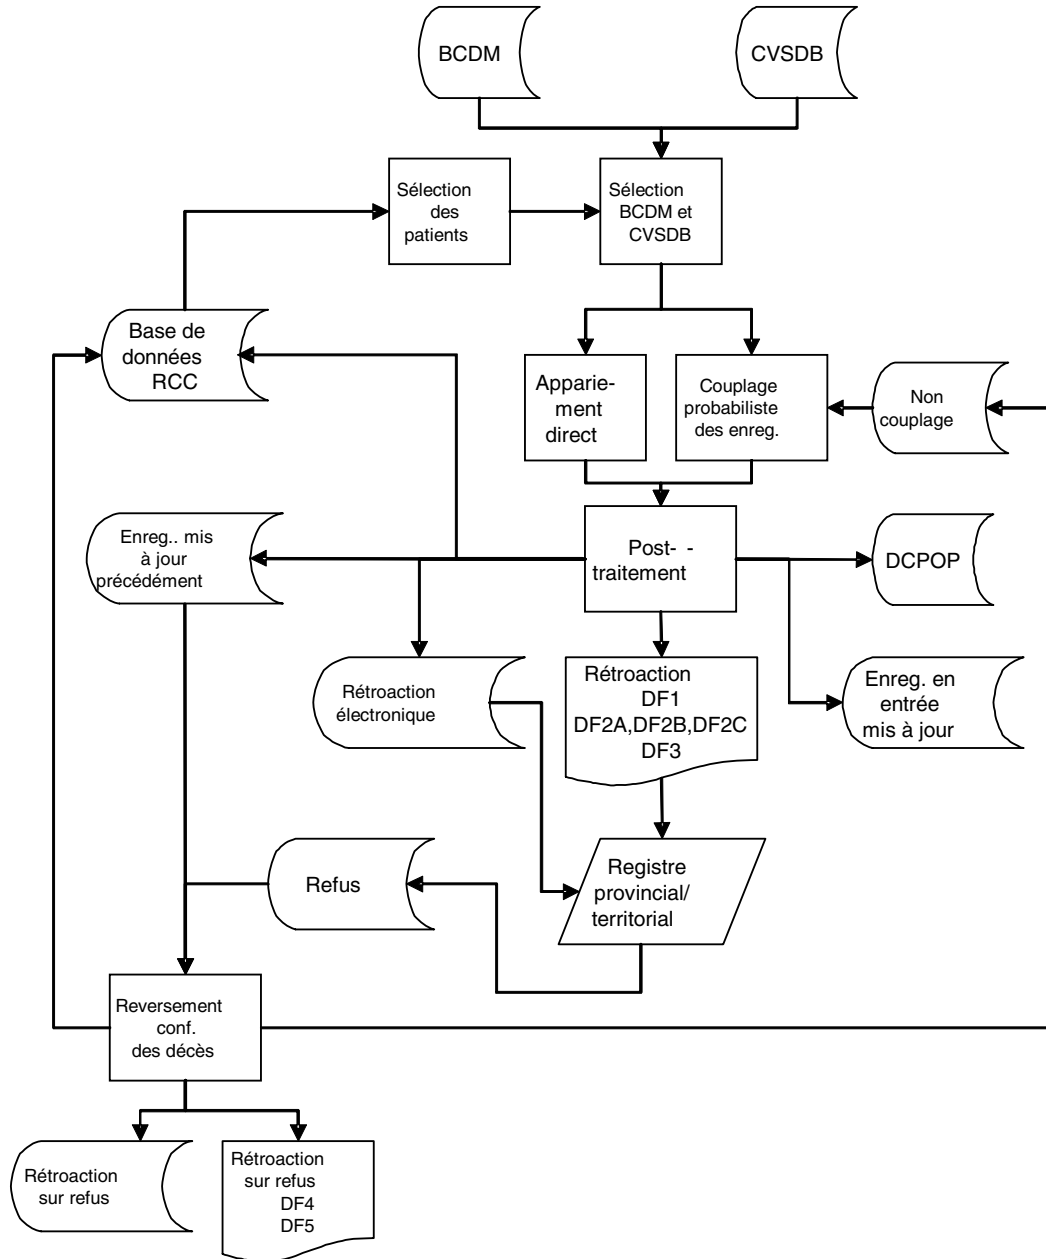 BCDM
CVSDB
Sélection
des
patients
Sélection
BCDM et
CVSDB
Base de
données
RCC
Apparie-
ment
direct
Couplage
probabiliste
des enreg.
Non
couplage
Enreg.. mis
à jour
précédément
Post- -
traitement
DCPOP
Rétroaction
électronique
Rétroaction
DF1
DF2A,DF2B,DF2C
DF3
Enreg. en
entrée
mis à jour
Refus
Registre
provincial/
territorial
Reversement
conf.
des décès
Rétroaction
sur refus
Rétroaction
sur refus
DF4
DF5